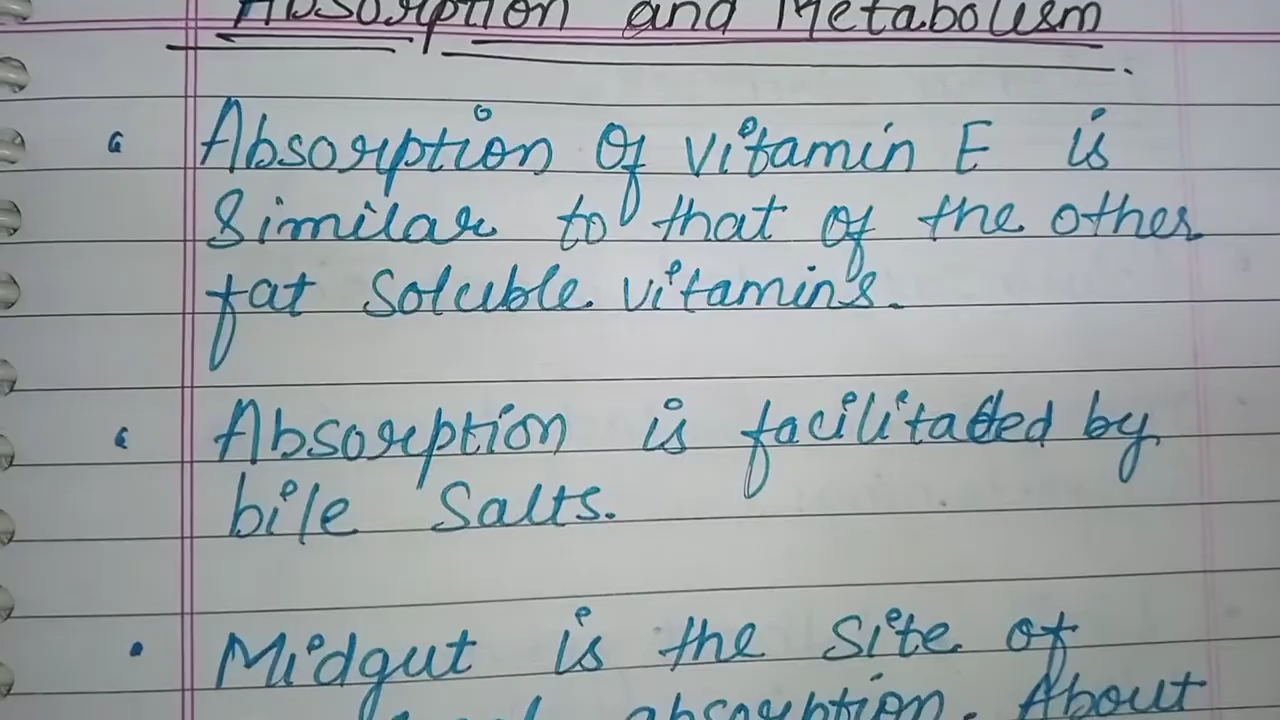 Absorption and Metabolism
Absorption of vitamin E is
Similar to that of the other
fat soluble vitamins.
Absorption is facilitated by
bile Salts.
Midgut is the site of
absorption. About